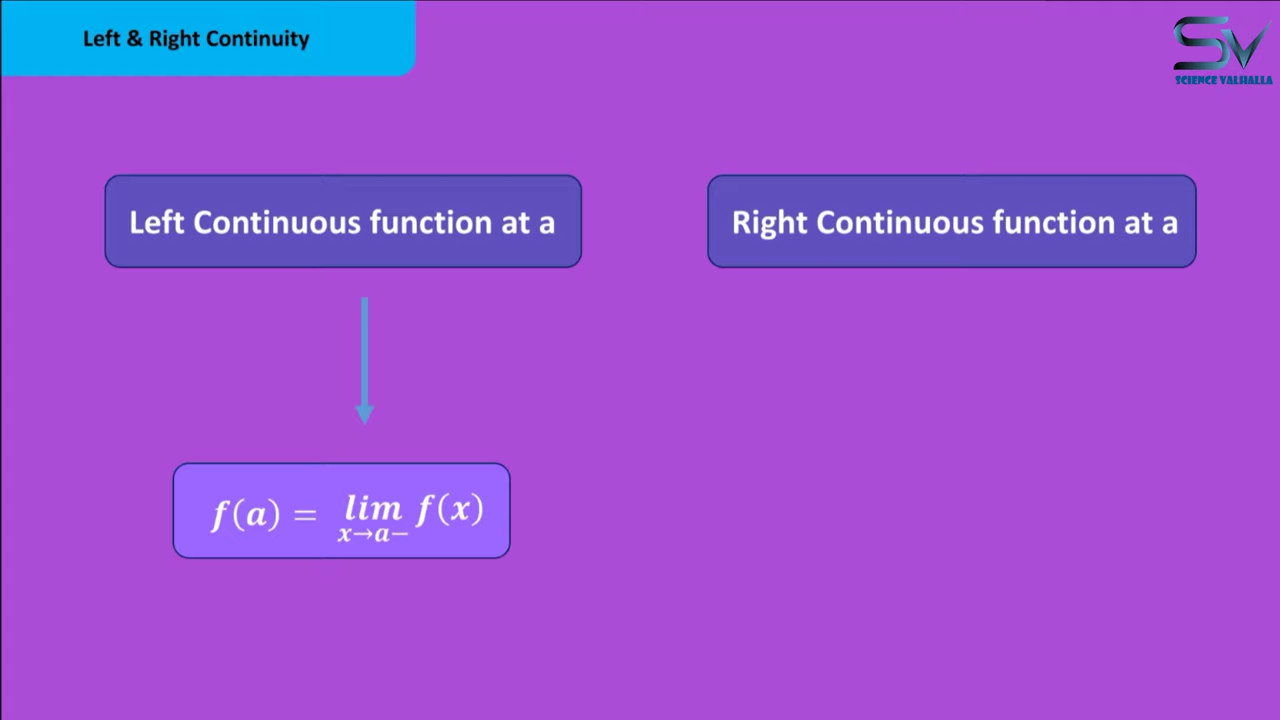 Left & Right Continuity
SV
SCIENCE VALHALLA
Left Continuous function at a
Right Continuous function at a
f(a) = lim f(x)
x→a−